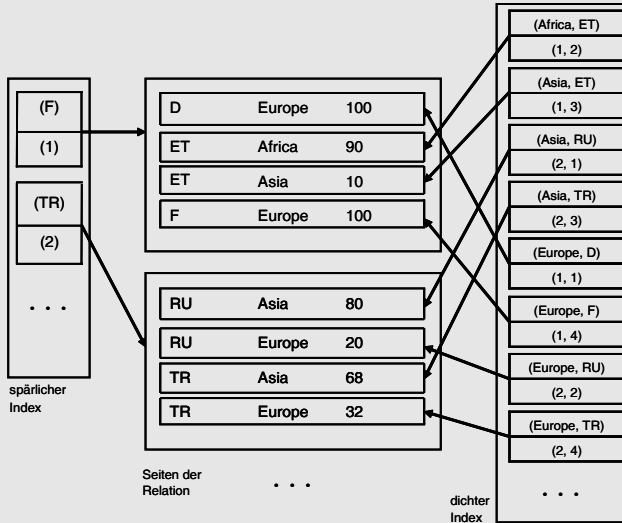 (F)
(1)
(TR)
(2)
. . .
spärlicher
Index
D Europe 100
ET Africa 90
ET Asia 10
F Europe 100
RU Asia 80
RU Europe 20
TR Asia 68
TR Europe 32
Seiten der
Relation
. . .
(Africa, ET)
(1, 2)
(Asia, ET)
(1, 3)
(Asia, RU)
(2, 1)
(Asia, TR)
(2, 3)
(Europe, D)
(1, 1)
(Europe, F)
(1, 4)
(Europe, RU)
(2, 2)
(Europe, TR)
(2, 4)
. . .
dichter
Index